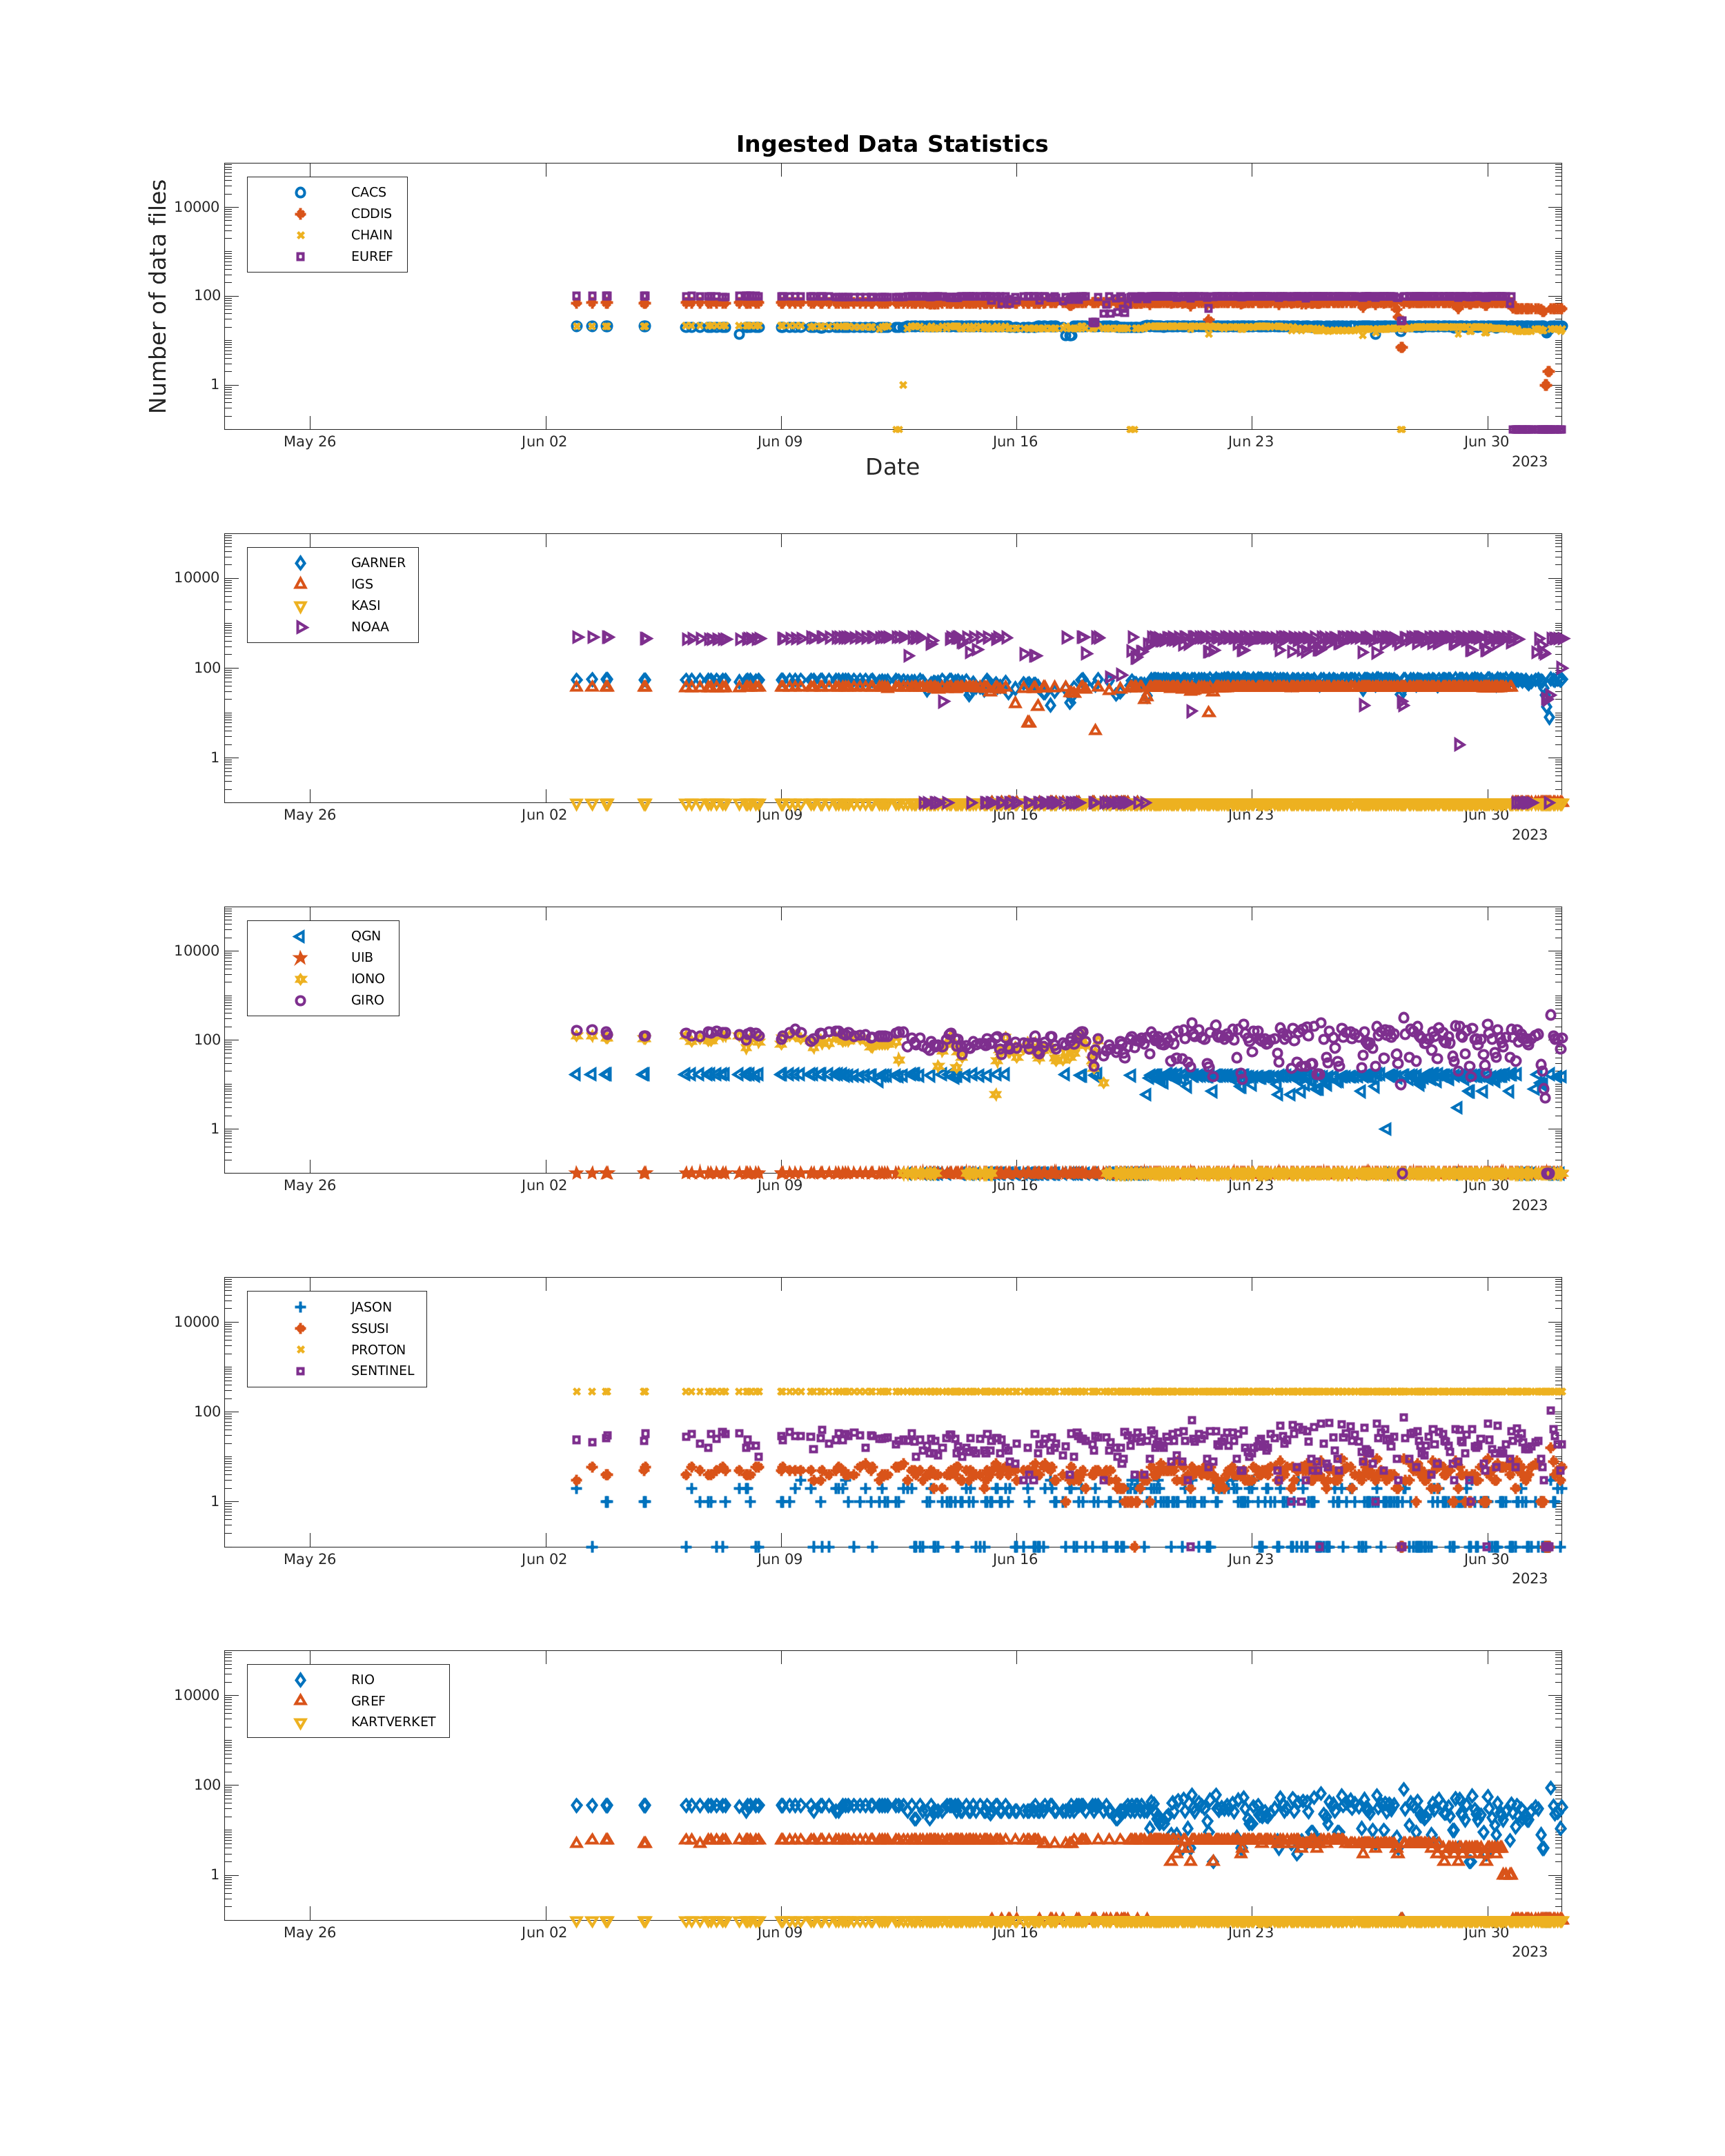 Ingested Data Statistics
Number of data files
10000
100
1
CACS
CDDIS
CHAIN
EUREF
May 26
Jun 02
Jun 09
Jun 16
Jun 23
Jun 30
2023
Date
10000
100
1
GARNER
IGS
KASI
NOAA
May 26
Jun 02
Jun 09
Jun 16
Jun 23
Jun 30
2023
10000
100
1
QGN
UIB
IONO
GIRO
May 26
Jun 02
Jun 09
Jun 16
Jun 23
Jun 30
2023
10000
100
1
JASON
SSUSI
PROTON
SENTINEL
May 26
Jun 02
Jun 09
Jun 16
Jun 23
Jun 30
2023
10000
100
1
RIO
GREF
KARTVERKET
May 26
Jun 02
Jun 09
Jun 16
Jun 23
Jun 30
2023